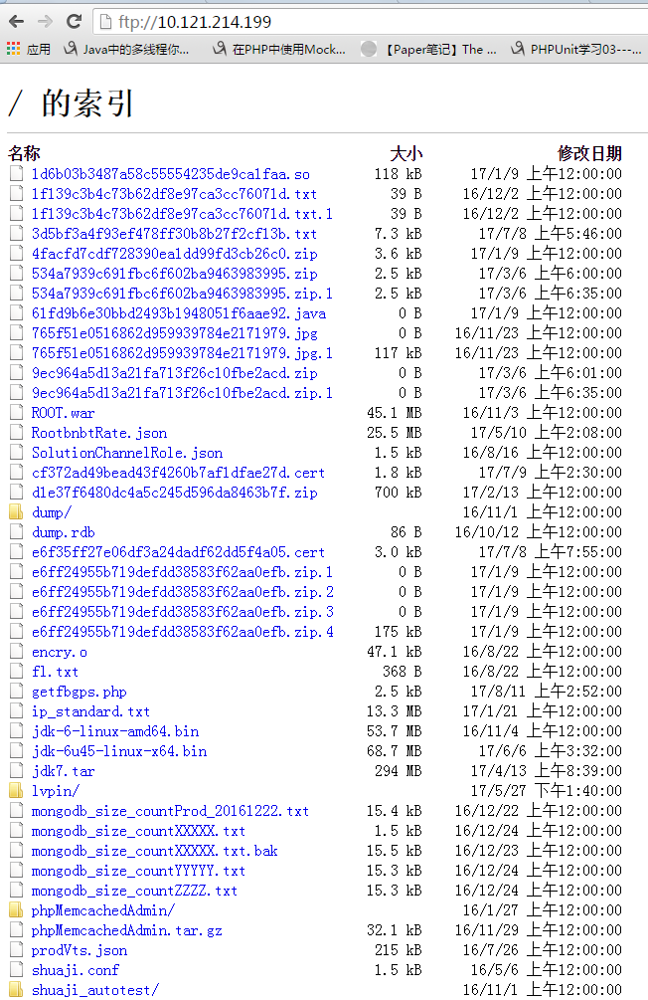 ftp://10.121.214.199
应用 Java中的多线程你... 在PHP中使用Mock... 【Paper笔记】The ... PHPUnit学习03---...
/ 的索引
名称 大小 修改日期
1d6b03b3487a58c55554235de9ca1faa.so 118 kB 17/1/9 上午12:00:00
1f139c3b4c73b62df8e97ca3cc76071d.txt 39 B 16/12/2 上午12:00:00
1f139c3b4c73b62df8e97ca3cc76071d.txt.1 39 B 16/12/2 上午12:00:00
3d5bf3a4f93ef478ff30b8b27f2cf13b.txt 7.3 kB 17/7/8 上午5:46:00
4facfd7cdf728390ea1dd99fd3cb26c0.zip 3.6 kB 17/1/9 上午12:00:00
534a7939c691fbc6f602ba9463983995.zip 2.5 kB 17/3/6 上午6:00:00
534a7939c691fbc6f602ba9463983995.zip.1 2.5 kB 17/3/6 上午6:35:00
61fd9b6e30bbd2493b1948051f6aae92.java 0 B 17/1/9 上午12:00:00
765f51e0516862d959939784e2171979.jpg 0 B 16/11/23 上午12:00:00
765f51e0516862d959939784e2171979.jpg.1 117 kB 16/11/23 上午12:00:00
9ec964a5d13a21fa713f26c10fbe2acd.zip 0 B 17/3/6 上午6:01:00
9ec964a5d13a21fa713f26c10fbe2acd.zip.1 0 B 17/3/6 上午6:35:00
ROOT.war 45.1 MB 16/11/3 上午12:00:00
RootbnbtRate.json 25.5 MB 17/5/10 上午2:08:00
SolutionChannelRole.json 1.5 kB 16/8/16 上午12:00:00
cf372ad49bead43f4260b7af1dfae27d.cert 1.8 kB 17/7/9 上午2:30:00
d1e37f6480dc4a5c245d596da8463b7f.zip 700 kB 17/2/13 上午12:00:00
dump/ 16/11/1 上午12:00:00
dump.rdb 86 B 16/10/12 上午12:00:00
e6f35ff27e06df3a24dadf62dd5f4a05.cert 3.0 kB 17/7/8 上午7:55:00
e6ff24955b719defdd38583f62aa0efb.zip.1 0 B 17/1/9 上午12:00:00
e6ff24955b719defdd38583f62aa0efb.zip.2 0 B 17/1/9 上午12:00:00
e6ff24955b719defdd38583f62aa0efb.zip.3 0 B 17/1/9 上午12:00:00
e6ff24955b719defdd38583f62aa0efb.zip.4 175 kB 17/1/9 上午12:00:00
encry.o 47.1 kB 16/8/22 上午12:00:00
fl.txt 368 B 16/8/22 上午12:00:00
getfbgps.php 2.5 kB 17/8/11 上午2:52:00
ip_standard.txt 13.3 MB 17/1/21 上午12:00:00
jdk-6-linux-amd64.bin 53.7 MB 16/11/4 上午12:00:00
jdk-6u45-linux-x64.bin 68.7 MB 17/6/6 上午3:32:00
jdk7.tar 294 MB 17/4/13 上午8:39:00
lvpin/ 17/5/27 下午1:40:00
mongodb_size_countProd_20161222.txt 15.4 kB 16/12/22 上午12:00:00
mongodb_size_countXXXXX.txt 1.5 kB 16/12/24 上午12:00:00
mongodb_size_countXXXXX.txt.bak 15.5 kB 16/12/23 上午12:00:00
mongodb_size_countYYYYY.txt 15.3 kB 16/12/24 上午12:00:00
mongodb_size_countZZZZ.txt 15.3 kB 16/12/24 上午12:00:00
phpMemcachedAdmin/ 16/1/27 上午12:00:00
phpMemcachedAdmin.tar.gz 32.1 kB 16/11/29 上午12:00:00
prodVts.json 215 kB 16/7/26 上午12:00:00
shuaji.conf 1.5 kB 16/5/6 上午12:00:00
shuaji_autotest/ 16/11/1 上午12:00:00